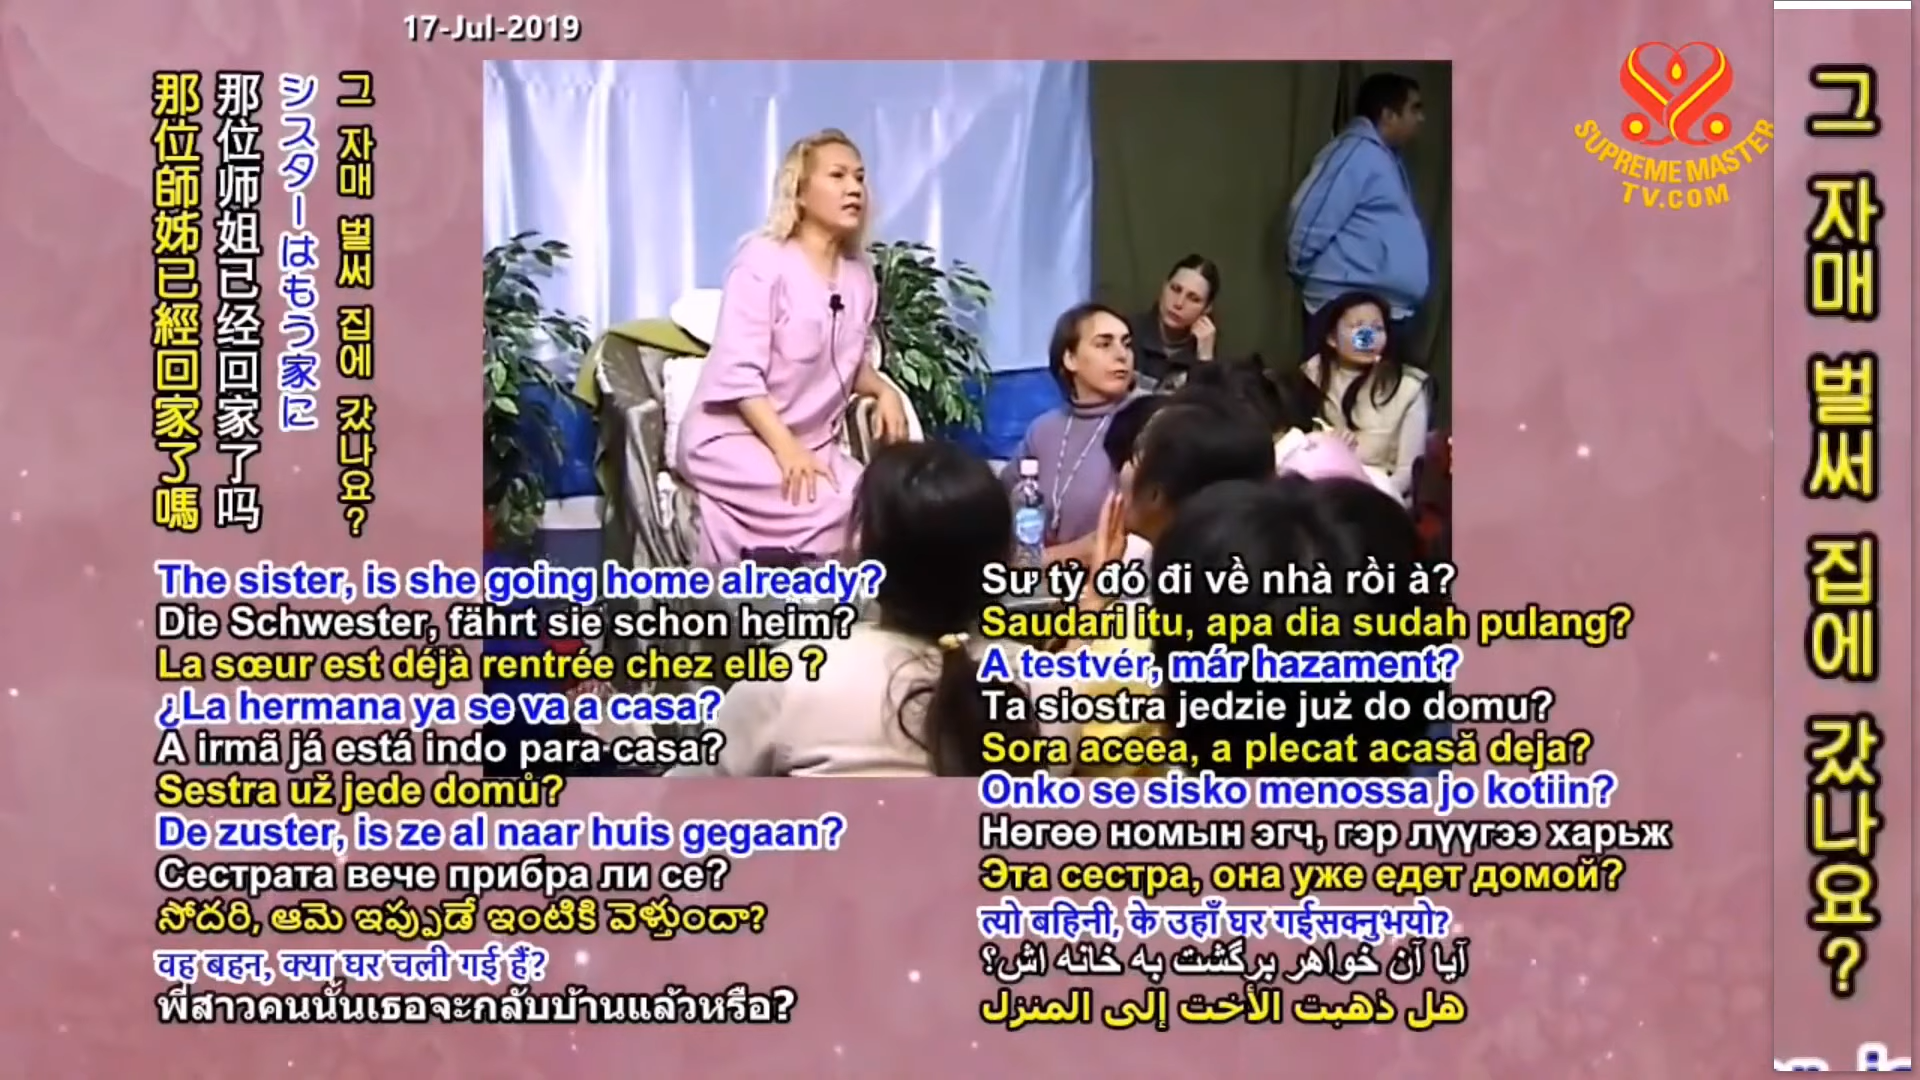 17-Jul-2019
SUPREME MASTER
TV.COM
그 자매 벌써 집에 갔나요?
シスターはもう家に
那位师姐已经回家了吗
那位師姊已經回家了嗎
The sister, is she going home already?
Die Schwester, fährt sie schon heim?
La sœur est déjà rentrée chez elle ?
¿La hermana ya se va a casa?
A irmã já está indo para casa?
Sestra už jede domů?
De zuster, is ze al naar huis gegaan?
Сестрата вече прибра ли се?
సోదరి, ఆమె ఇప్పుడే ఇంటికి వెళ్తుందా?
वह बहन, क्या घर चली गई हैं?
พี่สาวคนนั้นเธอจะกลับบ้านแล้วหรือ?
Sư tỷ đó đi về nhà rồi à?
Saudari itu, apa dia sudah pulang?
A testvér, már hazament?
Ta siostra jedzie już do domu?
Sora aceea, a plecat acasă deja?
Onko se sisko menossa jo kotiin?
Нөгөө номын эгч, гэр лүүгээ харьж
Эта сестра, она уже едет домой?
त्यो बहिनी, के उहाँ घर गईसक्नुभयो?
آیا آن خواهر برگشت به خانه اش؟
هل ذهبت الأخت إلى المنزل
그 자매 벌써 집에 갔나요?